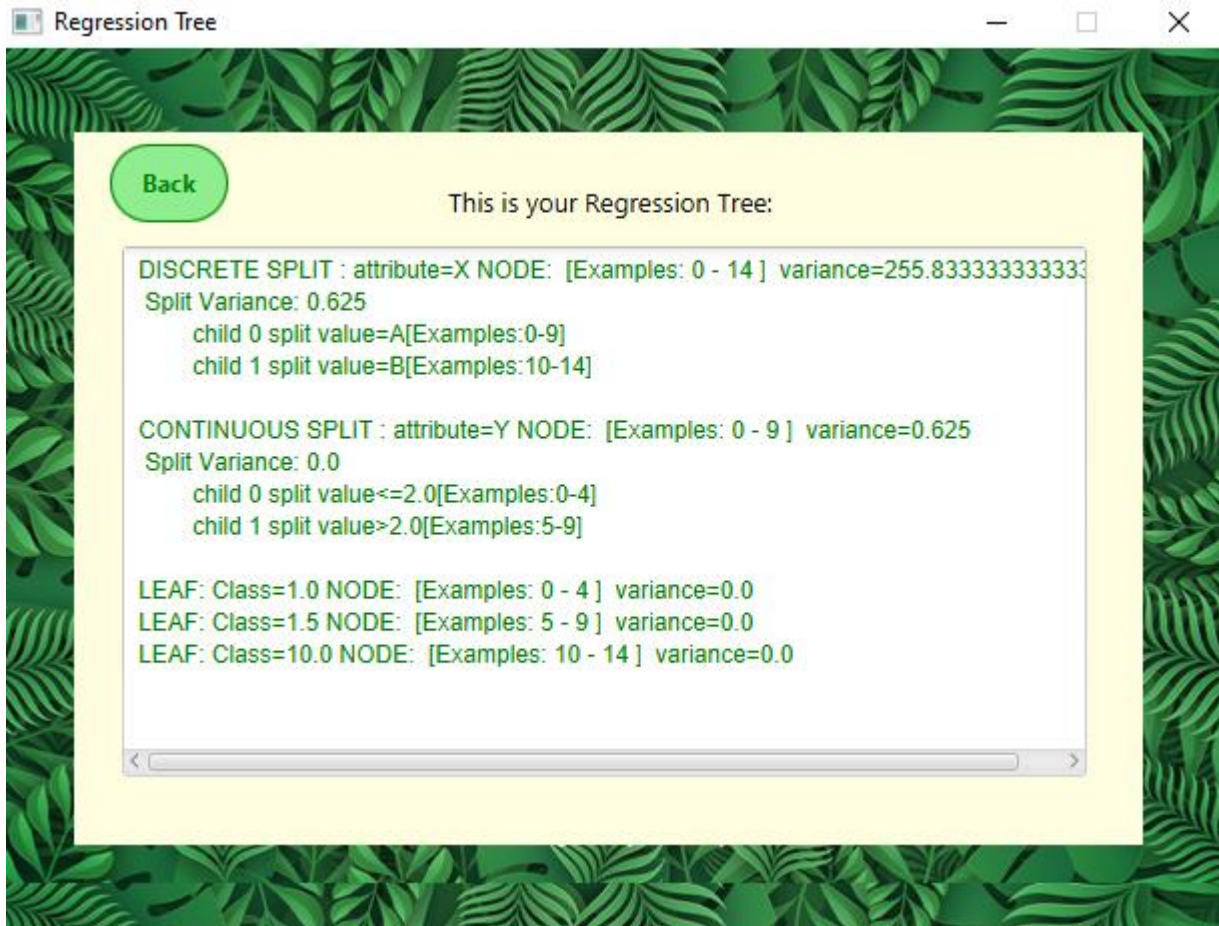 Regression Tree
Back
This is your Regression Tree:
DISCRETE SPLIT : attribute=X NODE:  [Examples: 0 - 14 ]  variance=255.833333333333
Split Variance: 0.625
child 0 split value=A[Examples:0-9]
child 1 split value=B[Examples:10-14]
CONTINUOUS SPLIT : attribute=Y NODE:  [Examples: 0 - 9 ]  variance=0.625
Split Variance: 0.0
child 0 split value<=2.0[Examples:0-4]
child 1 split value>2.0[Examples:5-9]
LEAF: Class=1.0 NODE:  [Examples: 0 - 4 ]  variance=0.0
LEAF: Class=1.5 NODE:  [Examples: 5 - 9 ]  variance=0.0
LEAF: Class=10.0 NODE:  [Examples: 10 - 14 ]  variance=0.0